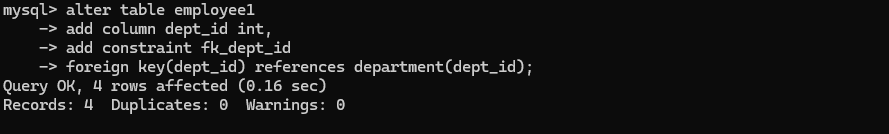 mysql> alter table employee1
    -> add column dept_id int,
    -> add constraint fk_dept_id
    -> foreign key(dept_id) references department(dept_id);
Query OK, 4 rows affected (0.16 sec)
Records: 4  Duplicates: 0  Warnings: 0